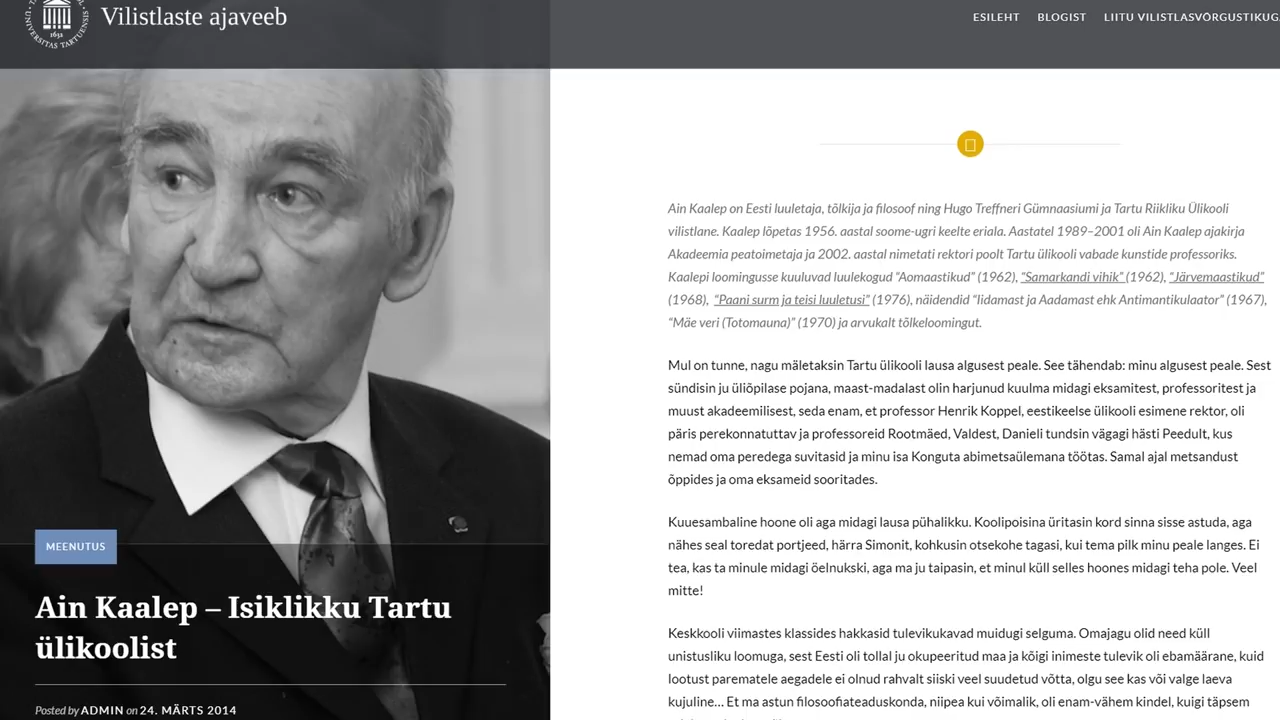 Vilistlaste ajaveeb
UNIVERSITAS TARTUENSIS
1632
ESILEHT BLOGIST LIITU VILISTLASVÕRGUSTIKUG
Ain Kaalep on Eesti luuletaja, tõlkija ja filosoof ning Hugo Treffneri Gümnaasiumi ja Tartu Riikliku Ülikooli
vilistlane. Kaalep lõpetas 1956. aastal soome-ugri keelte eriala. Aastatel 1989–2001 oli Ain Kaalep ajakirja
Akadeemia peatoimetaja ja 2002. aastal nimetati rektori poolt Tartu ülikooli vabade kunstide professoriks.
Kaalepi loomingusse kuuluvad luulekogud “Aomaastikud” (1962), “Samarkandi vihik” (1962), “Järvemaastikud”
(1968), “Paani surm ja teisi luuletusi” (1976), näidendid “Iidamast ja Aadamast ehk Antimantikulaator” (1967),
“Mäe veri (Totomauna)” (1970) ja arvukalt tõlkeloomingut.
Mul on tunne, nagu mäletaksin Tartu ülikooli lausa algusest peale. See tähendab: minu algusest peale. Sest
sündisin ju üliõpilase pojana, maast-madalast olin harjunud kuulma midagi eksamitest, professoritest ja
muust akadeemilisest, seda enam, et professor Henrik Koppel, eestikeelse ülikooli esimene rektor, oli
päris perekonnatuttav ja professoreid Rootmäed, Valdest, Danieli tundsin vägagi hästi Peedult, kus
nemad oma peredega suvitasid ja minu isa Konguta abimetsaülemana töötas. Samal ajal metsandust
õppides ja oma eksameid sooritades.
Kuuesambaline hoone oli aga midagi lausa pühalikku. Koolipoisina üritasin kord sinna sisse astuda, aga
nähes seal toredat portjeed, härra Simonit, kohkusin otsekohe tagasi, kui tema pilk minu peale langes. Ei
tea, kas ta minule midagi öelnukski, aga ma ju taipasin, et minul küll selles hoones midagi teha pole. Veel
mitte!
Keskkooli viimastes klassides hakkasid tulevikukavad muidugi selguma. Omajagu olid need küll
unistusliku loomuga, sest Eesti oli tollal ju okupeeritud maa ja kõigi inimeste tulevik oli ebamäärane, kuid
lootust parematele aegadele ei olnud rahvalt siiski veel suudetud võtta, olgu see kas või valge laeva
kujuline… Et ma astun filosoofiateaduskonda, niipea kui võimalik, oli enam-vähem kindel, kuigi täpsem
MEENUTUS
Ain Kaalep – Isiklikku Tartu
ülikoolist
Posted by ADMIN on 24. MÄRTS 2014